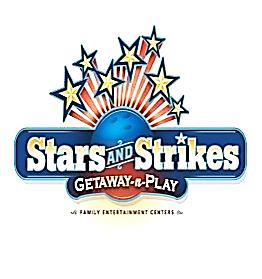 Stars AND Strikes
GETAWAY-n-PLAY
FAMILY ENTERTAINMENT CENTERS